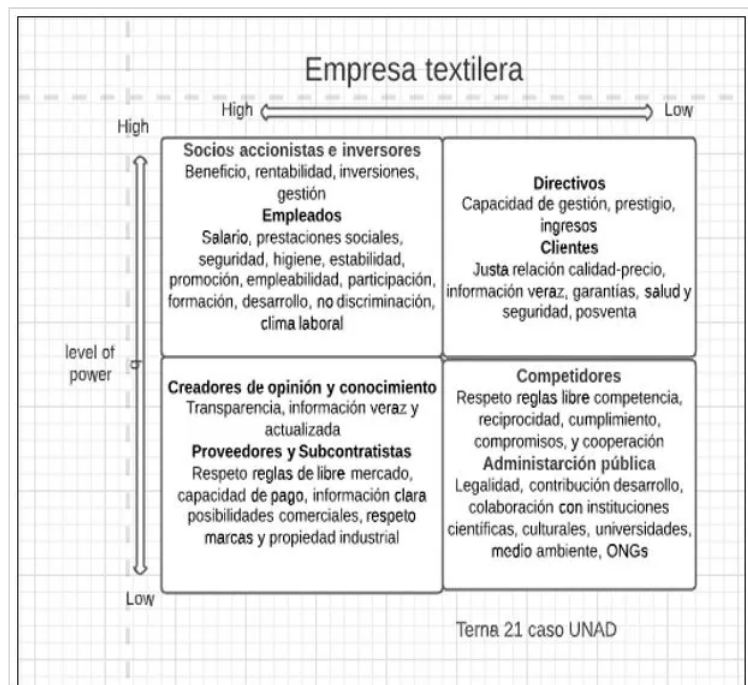 Empresa textilera
High
Low
High
Socios accionistas e inversores
Beneficio, rentabilidad, inversiones,
gestión
Empleados
Salario, prestaciones sociales,
seguridad, higiene, estabilidad,
promoción, empleabilidad, participación,
formación, desarrollo, no discriminación,
clima laboral
Directivos
Capacidad de gestión, prestigio,
ingresos
Clientes
Justa relación calidad-precio,
información veraz, garantías, salud y
seguridad, posventa
level of
power
Creadores de opinión y conocimiento
Transparencia, información veraz y
actualizada
Proveedores y Subcontratistas
Respeto reglas de libre mercado,
capacidad de pago, información clara
posibilidades comerciales, respeto
marcas y propiedad industrial
Competidores
Respeto reglas libre competencia,
reciprocidad, cumplimiento,
compromisos, y cooperación
Administarción pública
Legalidad, contribución desarrollo,
colaboración con instituciones
científicas, culturales, universidades,
medio ambiente, ONGs
Low
Terna 21 caso UNAD